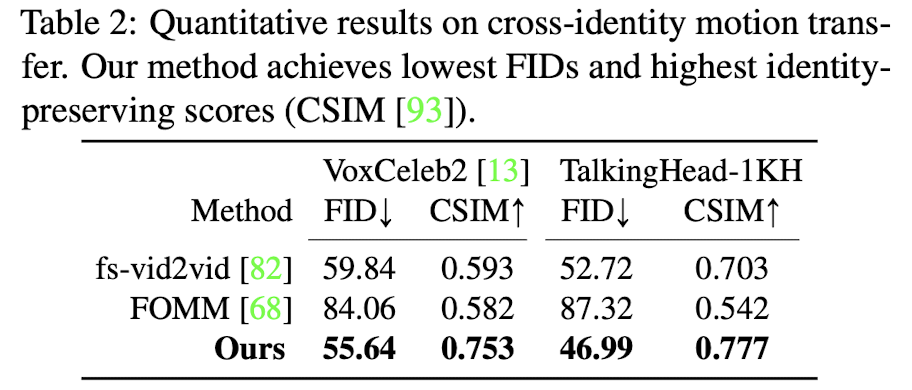 Table 2: Quantitative results on cross-identity motion trans-
fer. Our method achieves lowest FIDs and highest identity-
preserving scores (CSIM [93]).
VoxCeleb2 [13] TalkingHead-1KH
Method FID↓ CSIM↑ FID↓ CSIM↑
fs-vid2vid [82] 59.84 0.593 52.72 0.703
FOMM [68] 84.06 0.582 87.32 0.542
Ours 55.64 0.753 46.99 0.777